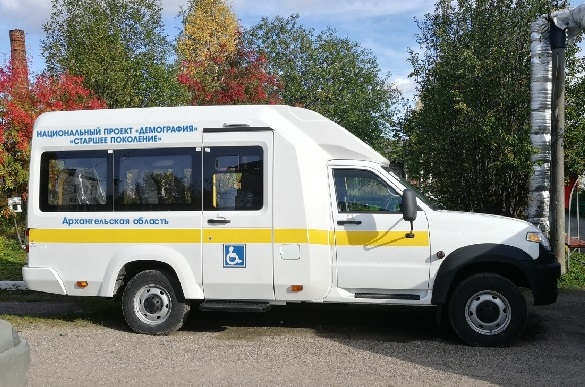 НАЦИОНАЛЬНЫЙ ПРОЕКТ «ДЕМОГРАФИЯ»
"СТАРШЕЕ ПОКОЛЕНИЕ"
Архангельская область